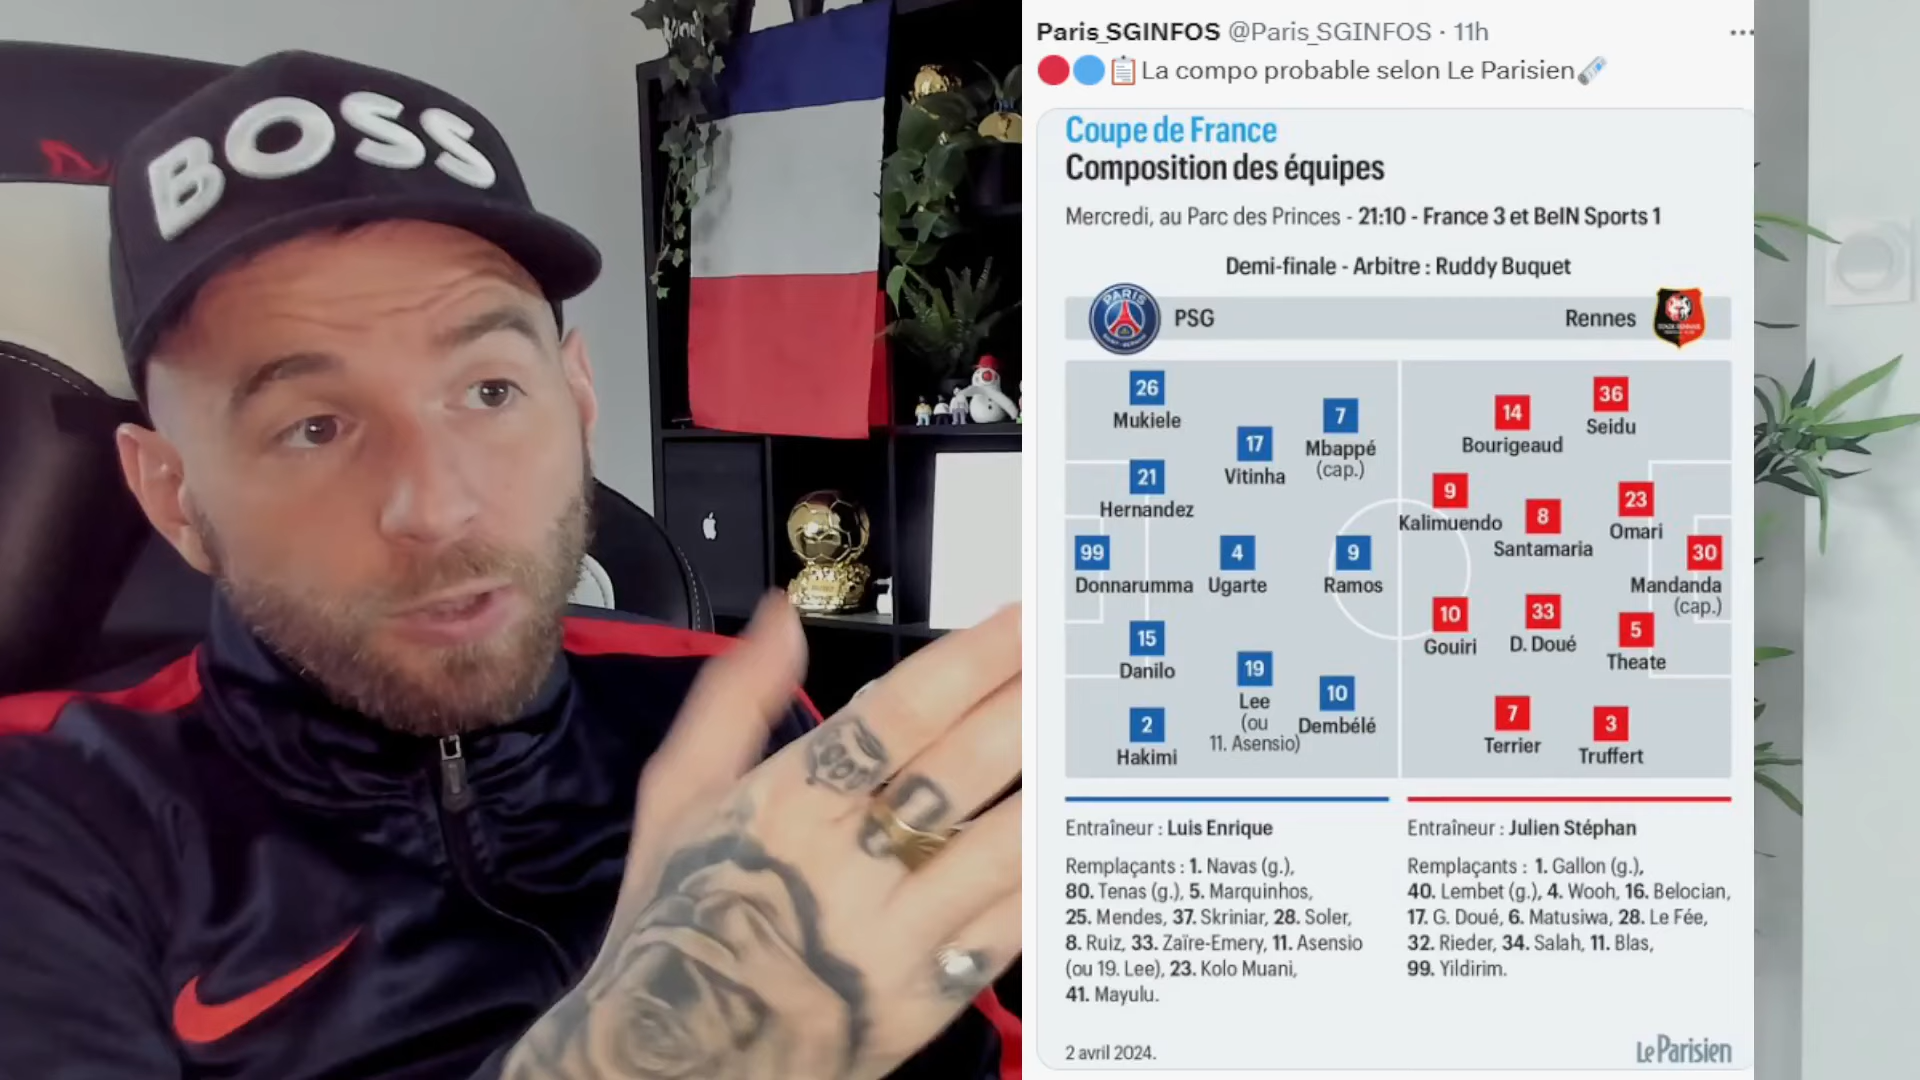 BOSS
Paris_SGINFOS @Paris_SGINFOS · 11h
La compo probable selon Le Parisien
Coupe de France
Composition des équipes
Mercredi, au Parc des Princes - 21:10 - France 3 et BeIN Sports 1
Demi-finale - Arbitre : Ruddy Buquet
PARIS
PSG
Rennes
26
Mukiele
21
Hernandez
99
Donnarumma
15
Danilo
2
Hakimi
17
Vitinha
4
Ugarte
19
Lee
(ou
11. Asensio)
7
Mbappé
(cap.)
9
Ramos
10
Dembélé
14
Bourigeaud
36
Seidu
9
Kalimuendo
8
Santamaria
23
Omari
30
Mandanda
(cap.)
10
Gouiri
33
D. Doué
5
Theate
7
Terrier
3
Truffert
Entraîneur : Luis Enrique
Remplaçants : 1. Navas (g.),
80. Tenas (g.), 5. Marquinhos,
25. Mendes, 37. Skriniar, 28. Soler,
8. Ruiz, 33. Zaïre-Emery, 11. Asensio
(ou 19. Lee), 23. Kolo Muani,
41. Mayulu.
Entraîneur : Julien Stéphan
Remplaçants : 1. Gallon (g.),
40. Lembet (g.), 4. Wooh, 16. Belocian,
17. G. Doué, 6. Matusiwa, 28. Le Fée,
32. Rieder, 34. Salah, 11. Blas,
99. Yildirim.
2 avril 2024.
Le Parisien